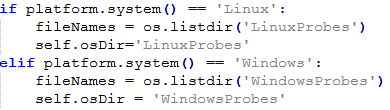 if platform.system() == 'Linux':
    fileNames = os.listdir('LinuxProbes')
    self.osDir='LinuxProbes'
elif platform.system() == 'Windows':
    fileNames = os.listdir('WindowsProbes')
    self.osDir = 'WindowsProbes'